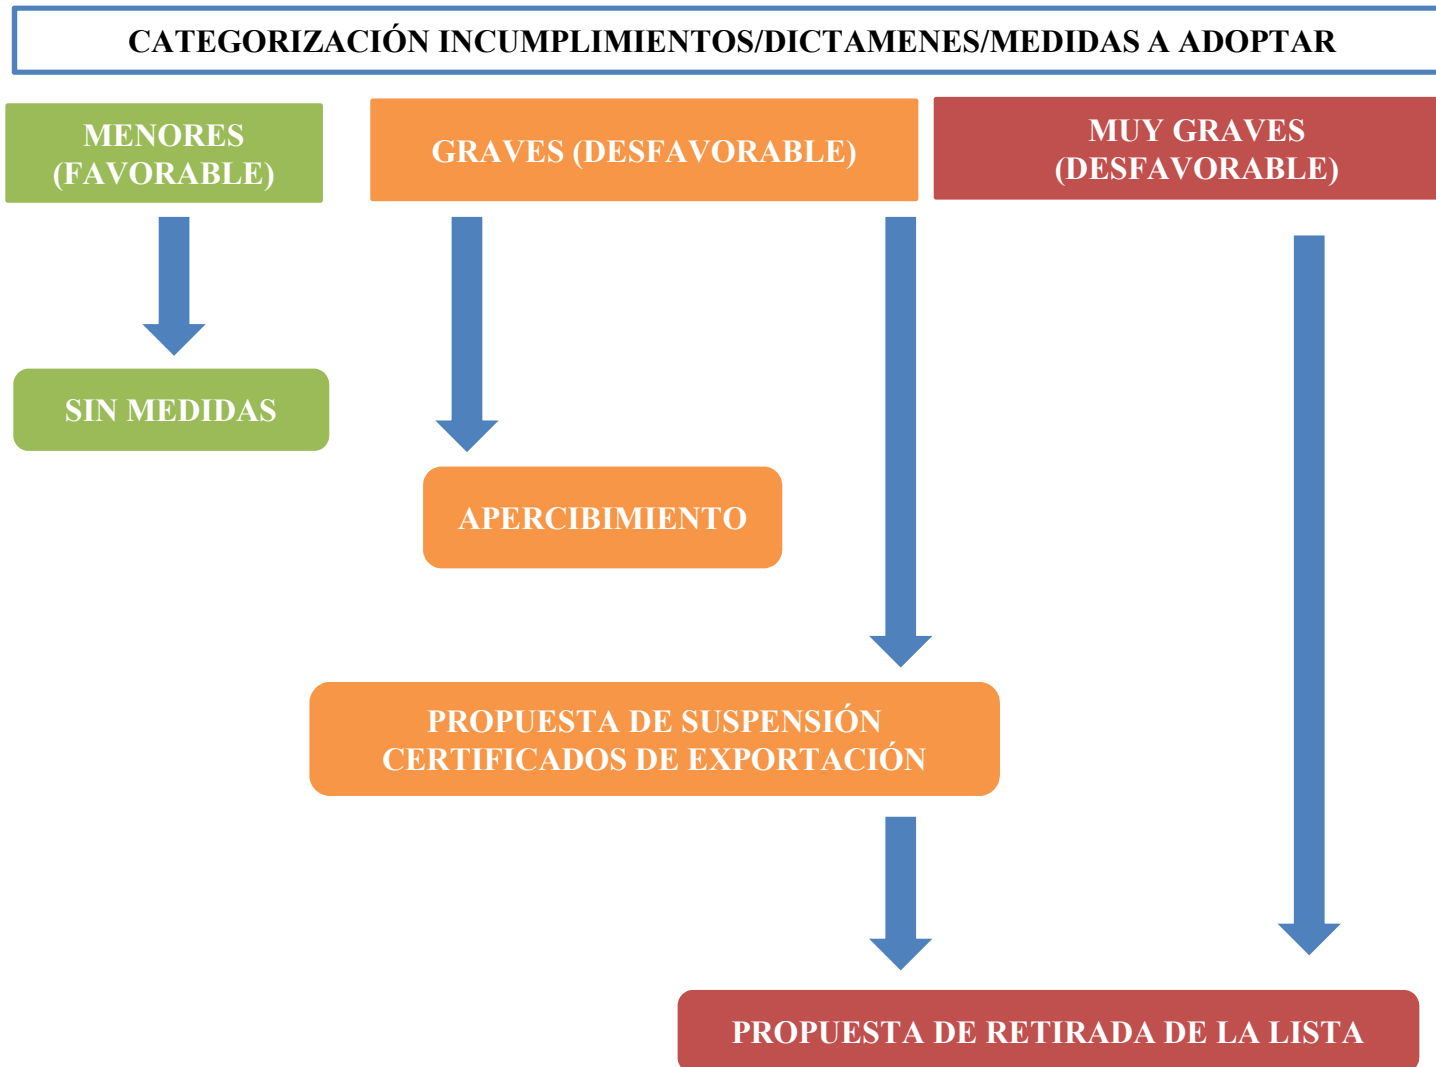 CATEGORIZACIÓN INCUMPLIMIENTOS/DICTAMENES/MEDIDAS A ADOPTAR
MENORES
(FAVORABLE)
GRAVES (DESFAVORABLE)
MUY GRAVES
(DESFAVORABLE)
SIN MEDIDAS
APERCIBIMIENTO
PROPUESTA DE SUSPENSIÓN
CERTIFICADOS DE EXPORTACIÓN
PROPUESTA DE RETIRADA DE LA LISTA